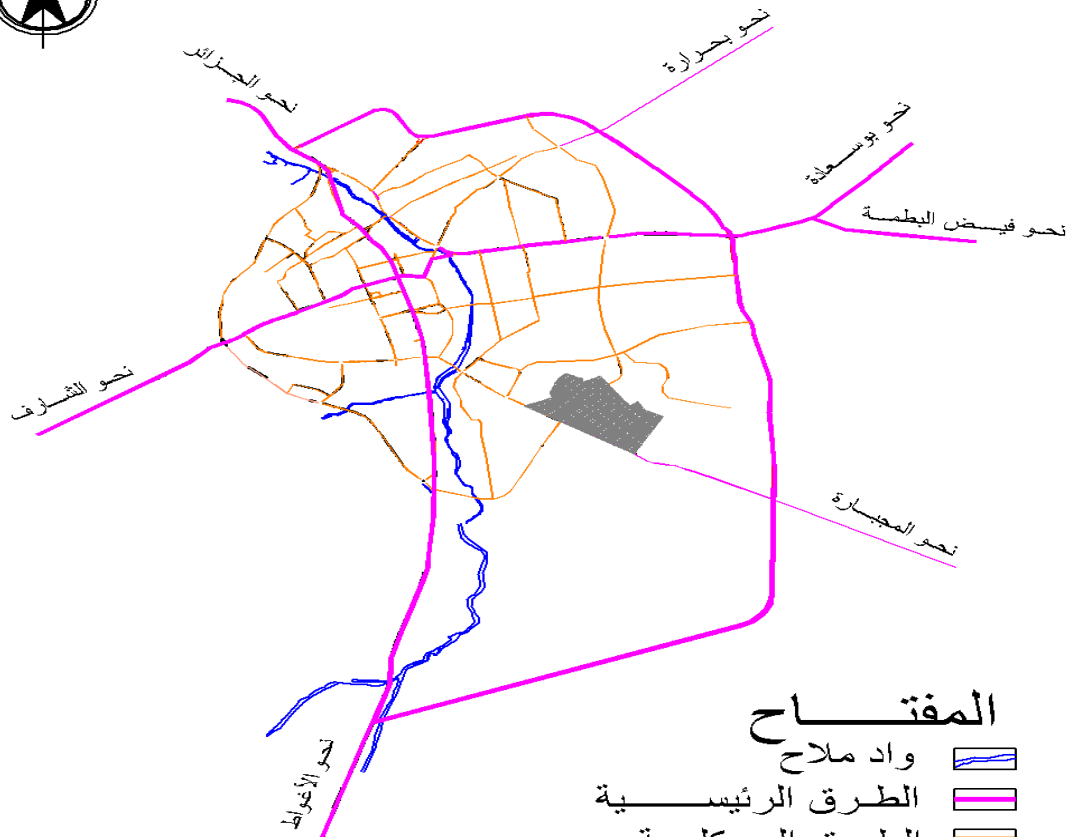 نحو بحرارة
نحو الجزائر
نحو بوسعادة
نحو فيض البطمة
نحو الشارف
نحو المجبارة
نحو الأغواط
المفتاح
واد ملاح
الطرق الرئيسية